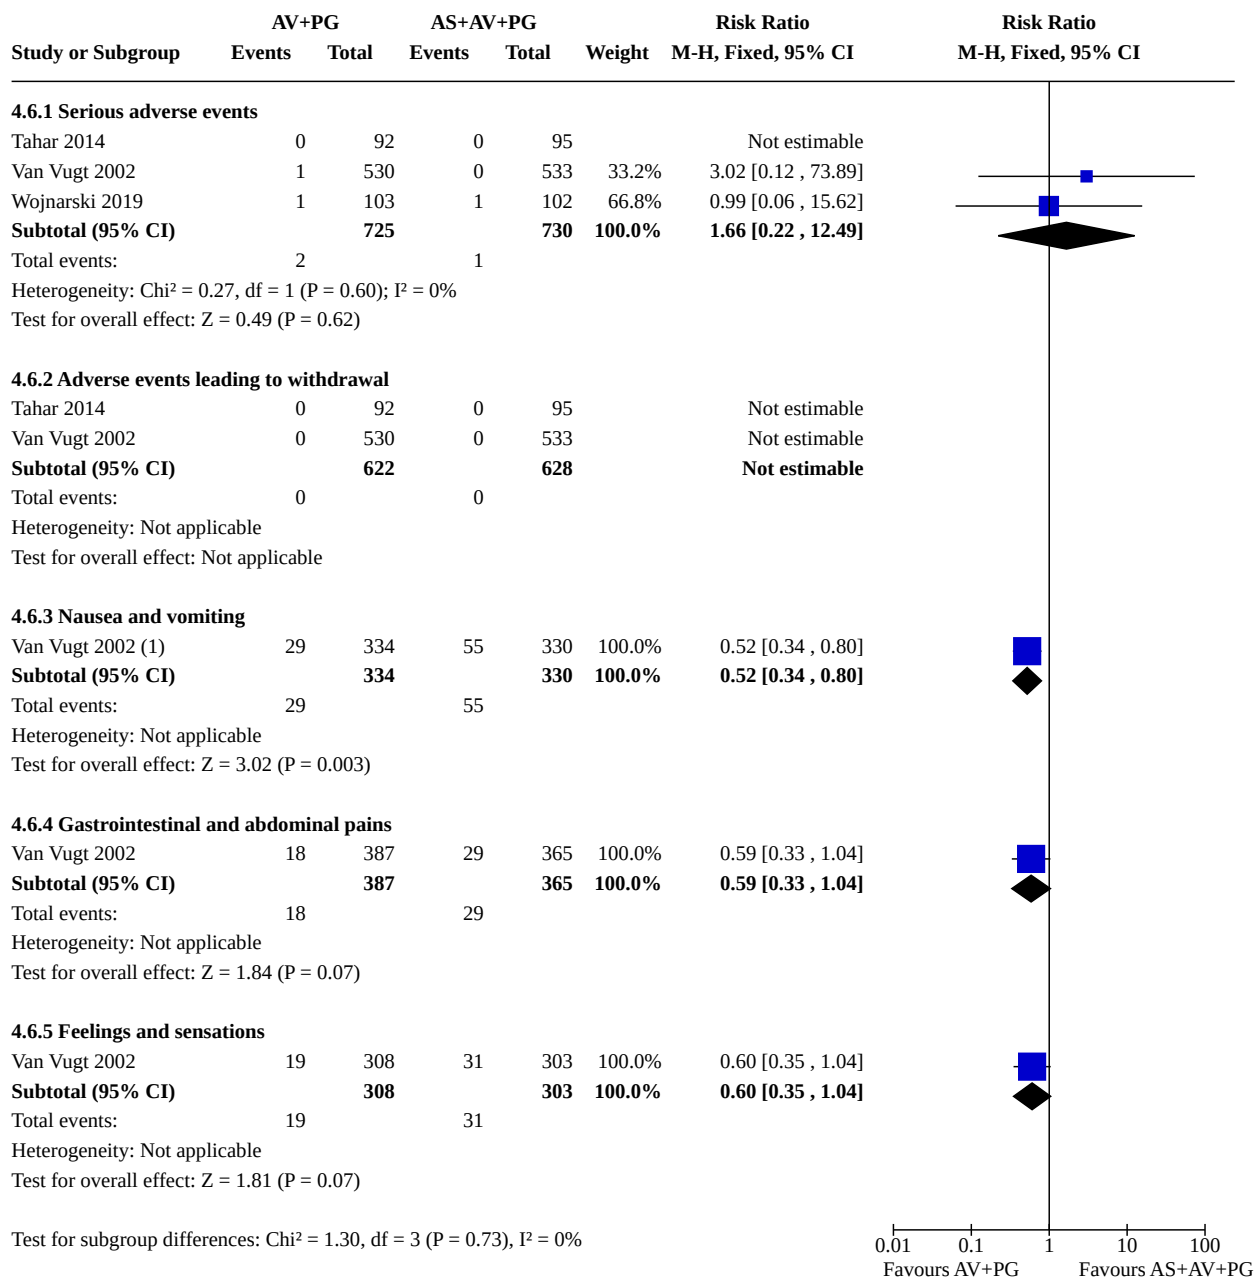 AV+PG AS+AV+PG Risk Ratio Risk Ratio
Study or Subgroup Events Total Events Total Weight M-H, Fixed, 95% CI M-H, Fixed, 95% CI
4.6.1 Serious adverse events
Tahar 2014 0 92 0 95 Not estimable
Van Vugt 2002 1 530 0 533 33.2% 3.02 [0.12 , 73.89]
Wojnarski 2019 1 103 1 102 66.8% 0.99 [0.06 , 15.62]
Subtotal (95% CI) 725 730 100.0% 1.66 [0.22 , 12.49]
Total events: 2 1
Heterogeneity: Chi² = 0.27, df = 1 (P = 0.60); I² = 0%
Test for overall effect: Z = 0.49 (P = 0.62)
4.6.2 Adverse events leading to withdrawal
Tahar 2014 0 92 0 95 Not estimable
Van Vugt 2002 0 530 0 533 Not estimable
Subtotal (95% CI) 622 628 Not estimable
Total events: 0 0
Heterogeneity: Not applicable
Test for overall effect: Not applicable
4.6.3 Nausea and vomiting
Van Vugt 2002 (1) 29 334 55 330 100.0% 0.52 [0.34 , 0.80]
Subtotal (95% CI) 334 330 100.0% 0.52 [0.34 , 0.80]
Total events: 29 55
Heterogeneity: Not applicable
Test for overall effect: Z = 3.02 (P = 0.003)
4.6.4 Gastrointestinal and abdominal pains
Van Vugt 2002 18 387 29 365 100.0% 0.59 [0.33 , 1.04]
Subtotal (95% CI) 387 365 100.0% 0.59 [0.33 , 1.04]
Total events: 18 29
Heterogeneity: Not applicable
Test for overall effect: Z = 1.84 (P = 0.07)
4.6.5 Feelings and sensations
Van Vugt 2002 19 308 31 303 100.0% 0.60 [0.35 , 1.04]
Subtotal (95% CI) 308 303 100.0% 0.60 [0.35 , 1.04]
Total events: 19 31
Heterogeneity: Not applicable
Test for overall effect: Z = 1.81 (P = 0.07)
Test for subgroup differences: Chi² = 1.30, df = 3 (P = 0.73), I² = 0%
0.01 0.1 1 10 100
Favours AV+PG Favours AS+AV+PG